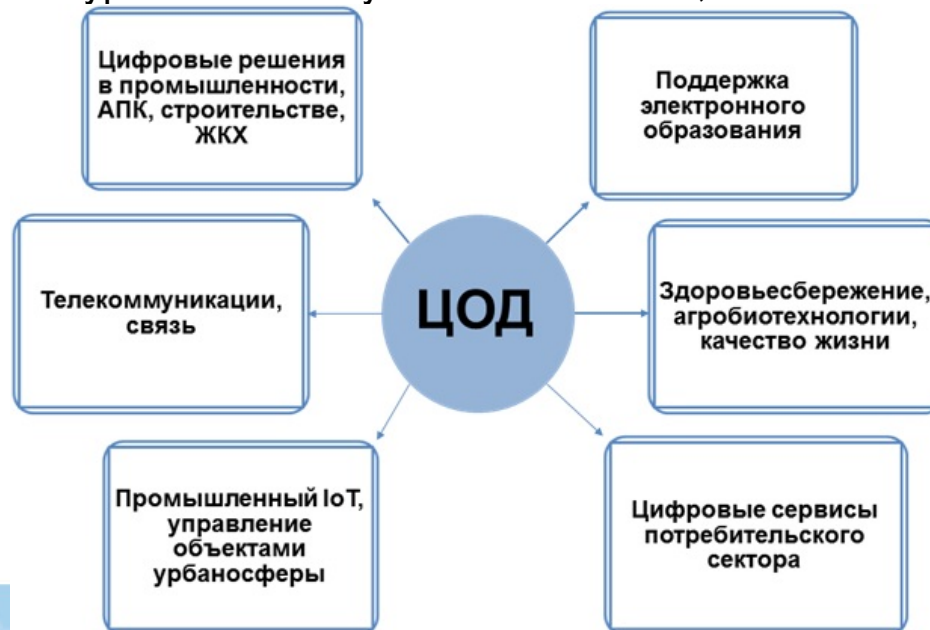 Цифровые решения
в промышленности,
АПК, строительстве,
ЖКХ
Поддержка
электронного
образования
Телекоммуникации,
связь
ЦОД
Здоровьесбережение,
агробиотехнологии,
качество жизни
Промышленный IoT,
управление
объектами
урбаносферы
Цифровые сервисы
потребительского
сектора